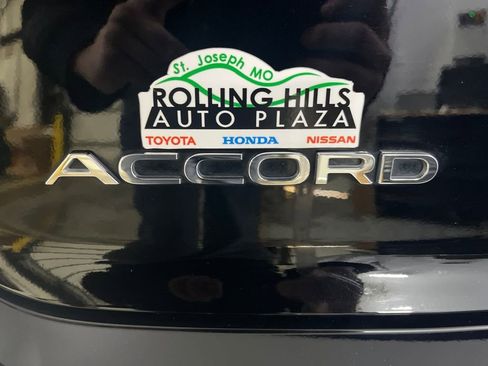 St. Joseph MO
ROLLING HILLS
AUTO PLAZA
TOYOTA HONDA NISSAN
ACCORD